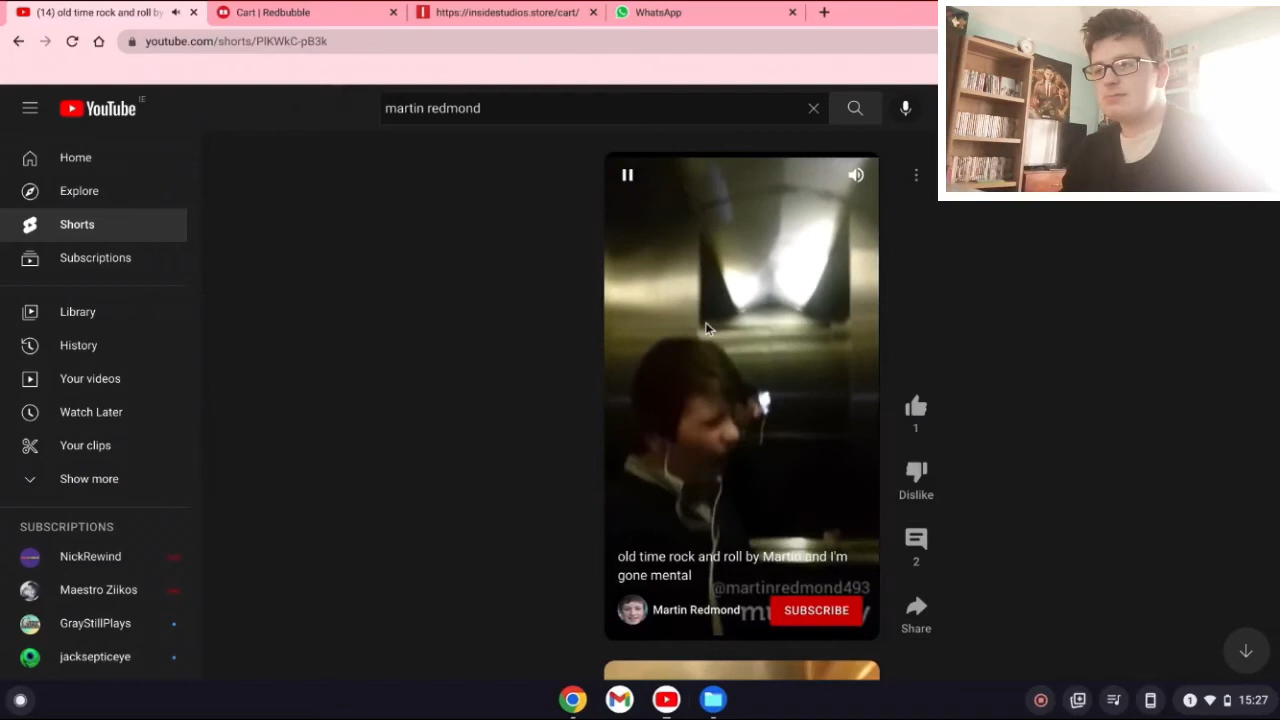 (14) old time rock and roll by
Cart | Redbubble
https://insidestudios.store/cart/
WhatsApp
youtube.com/shorts/PlKWkC-pB3k
YouTube IE
martin redmond
Home
Explore
Shorts
Subscriptions
Library
History
Your videos
Watch Later
Your clips
Show more
SUBSCRIPTIONS
NickRewind
Maestro Ziikos
GrayStillPlays
jacksepticeye
old time rock and roll by Martin and I'm
gone mental
@martinredmond493
Martin Redmond
SUBSCRIBE
1
Dislike
2
Share
1
15:27